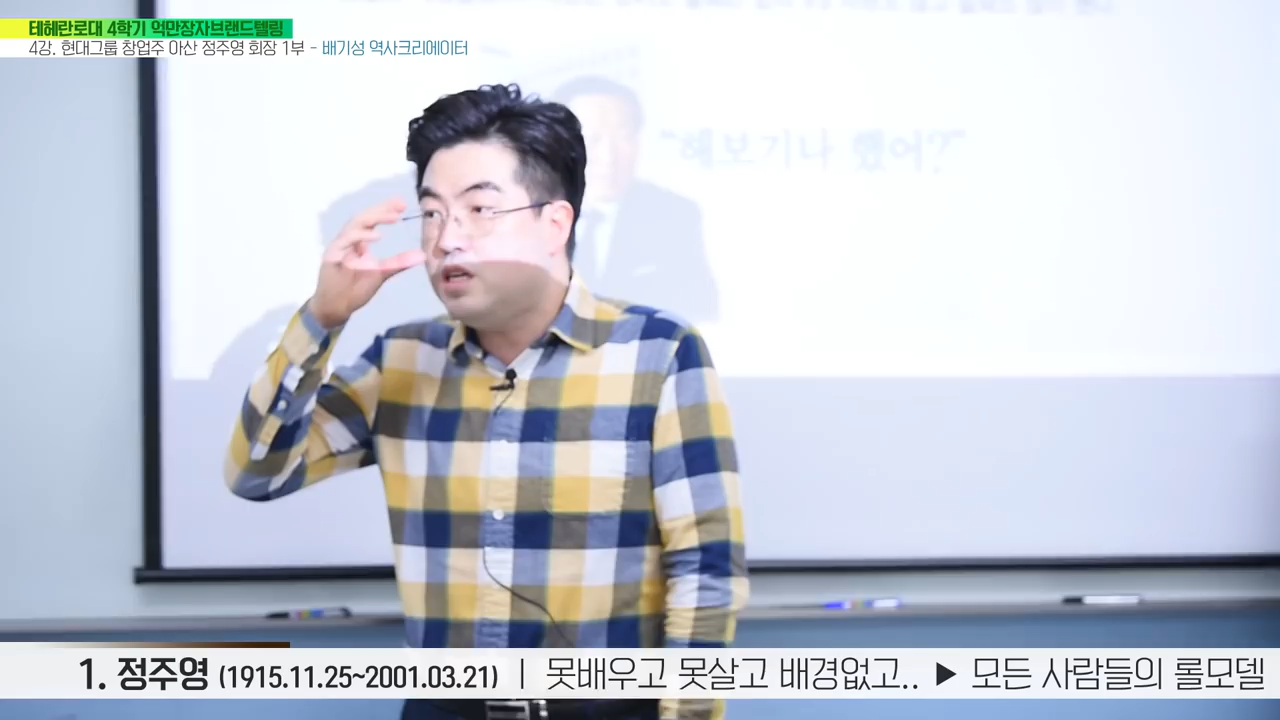 테헤란로대 4학기 억만장자브랜드텔링
4강. 현대그룹 창업주 아산 정주영 회장 1부 - 배기성 역사크리에이터
"해보기나 했어?"
1. 정주영 (1915.11.25~2001.03.21) | 못배우고 못살고 배경없고.. ▶ 모든 사람들의 롤모델